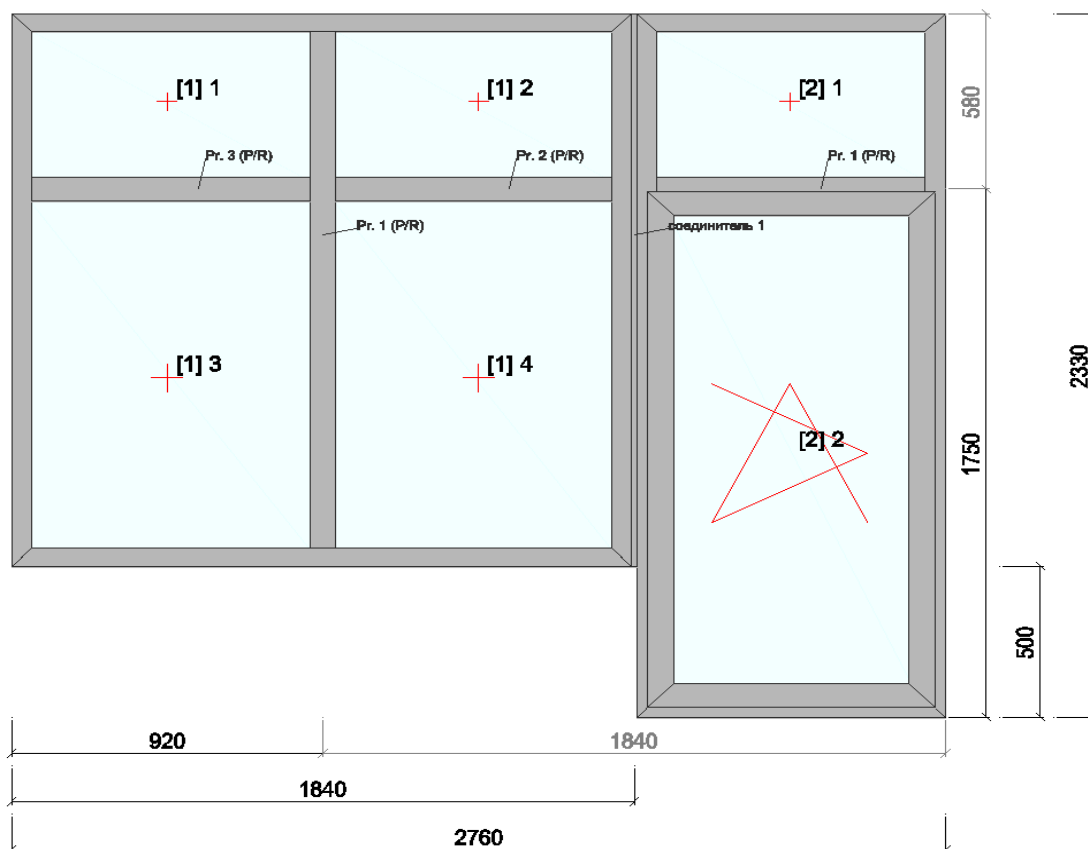 [1] 1
[1] 2
[2] 1
580
Pr. 3 (P/R)
Pr. 2 (P/R)
Pr. 1 (P/R)
Pr. 1 (P/R)
соединитель 1
[1] 3
[1] 4
2330
[2] 2
1750
500
920
1840
1840
2760